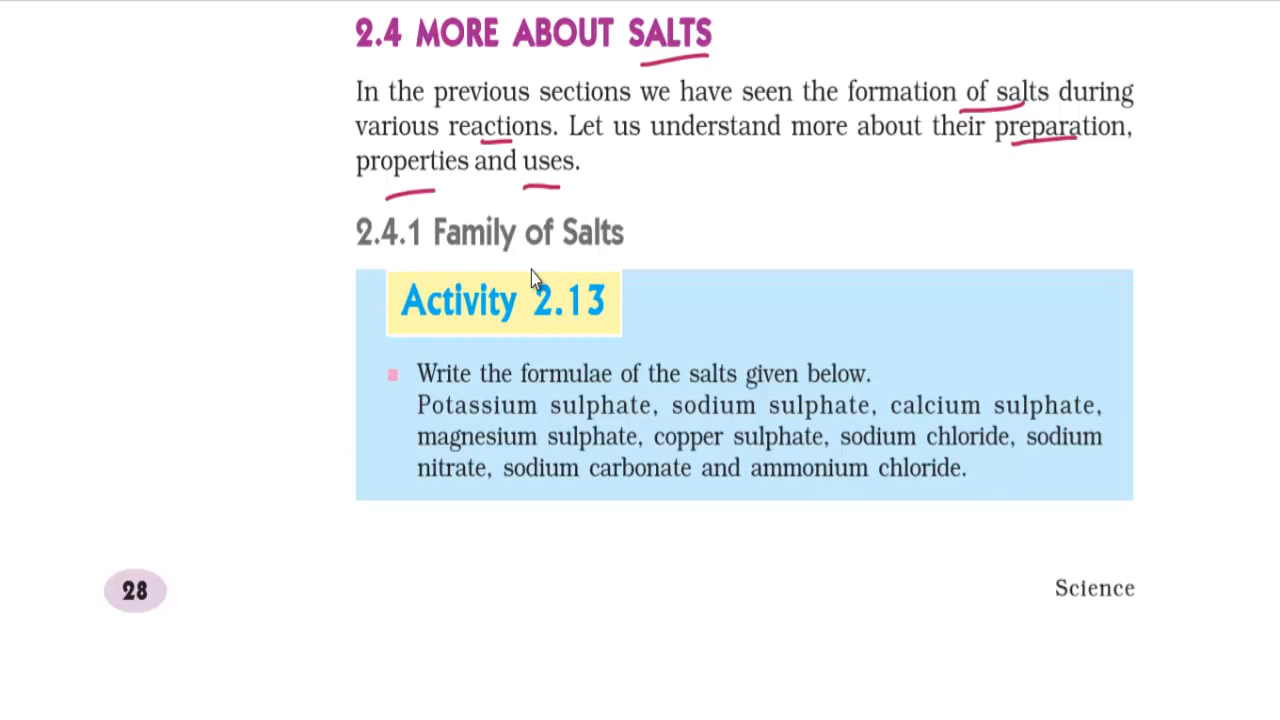 2.4 MORE ABOUT SALTS
In the previous sections we have seen the formation of salts during
various reactions. Let us understand more about their preparation,
properties and uses.
2.4.1 Family of Salts
Activity 2.13
Write the formulae of the salts given below.
Potassium sulphate, sodium sulphate, calcium sulphate,
magnesium sulphate, copper sulphate, sodium chloride, sodium
nitrate, sodium carbonate and ammonium chloride.
28
Science